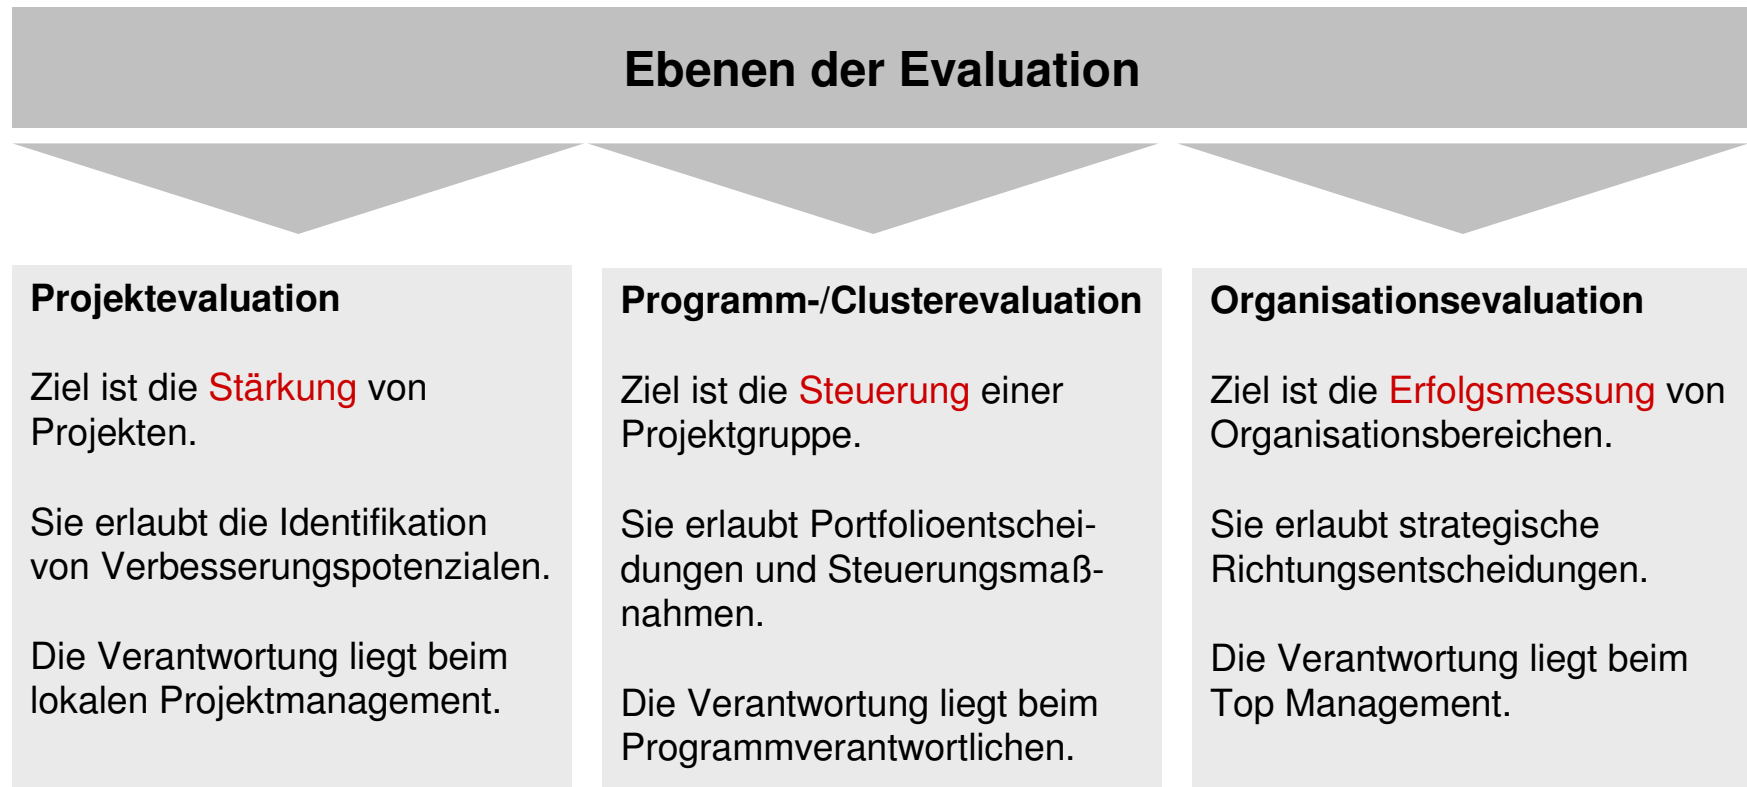 Ebenen der Evaluation
Projektevaluation
Ziel ist die Stärkung von
Projekten.
Sie erlaubt die Identifikation
von Verbesserungspotenzialen.
Die Verantwortung liegt beim
lokalen Projektmanagement.
Programm-/Clusterevaluation
Ziel ist die Steuerung einer
Projektgruppe.
Sie erlaubt Portfolioentschei-
dungen und Steuerungsmaß-
nahmen.
Die Verantwortung liegt beim
Programmverantwortlichen.
Organisationsevaluation
Ziel ist die Erfolgsmessung von
Organisationsbereichen.
Sie erlaubt strategische
Richtungsentscheidungen.
Die Verantwortung liegt beim
Top Management.